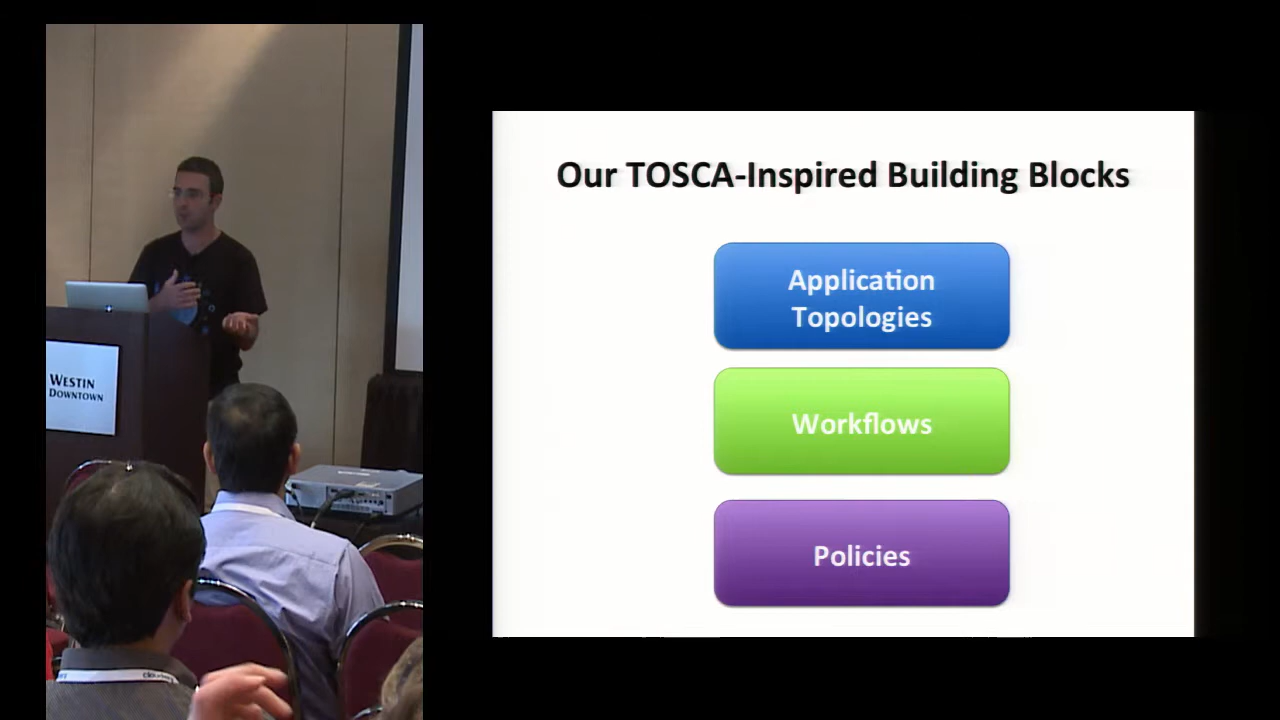 WESTIN
DOWNTOWN
Our TOSCA-Inspired Building Blocks
Application
Topologies
Workflows
Policies